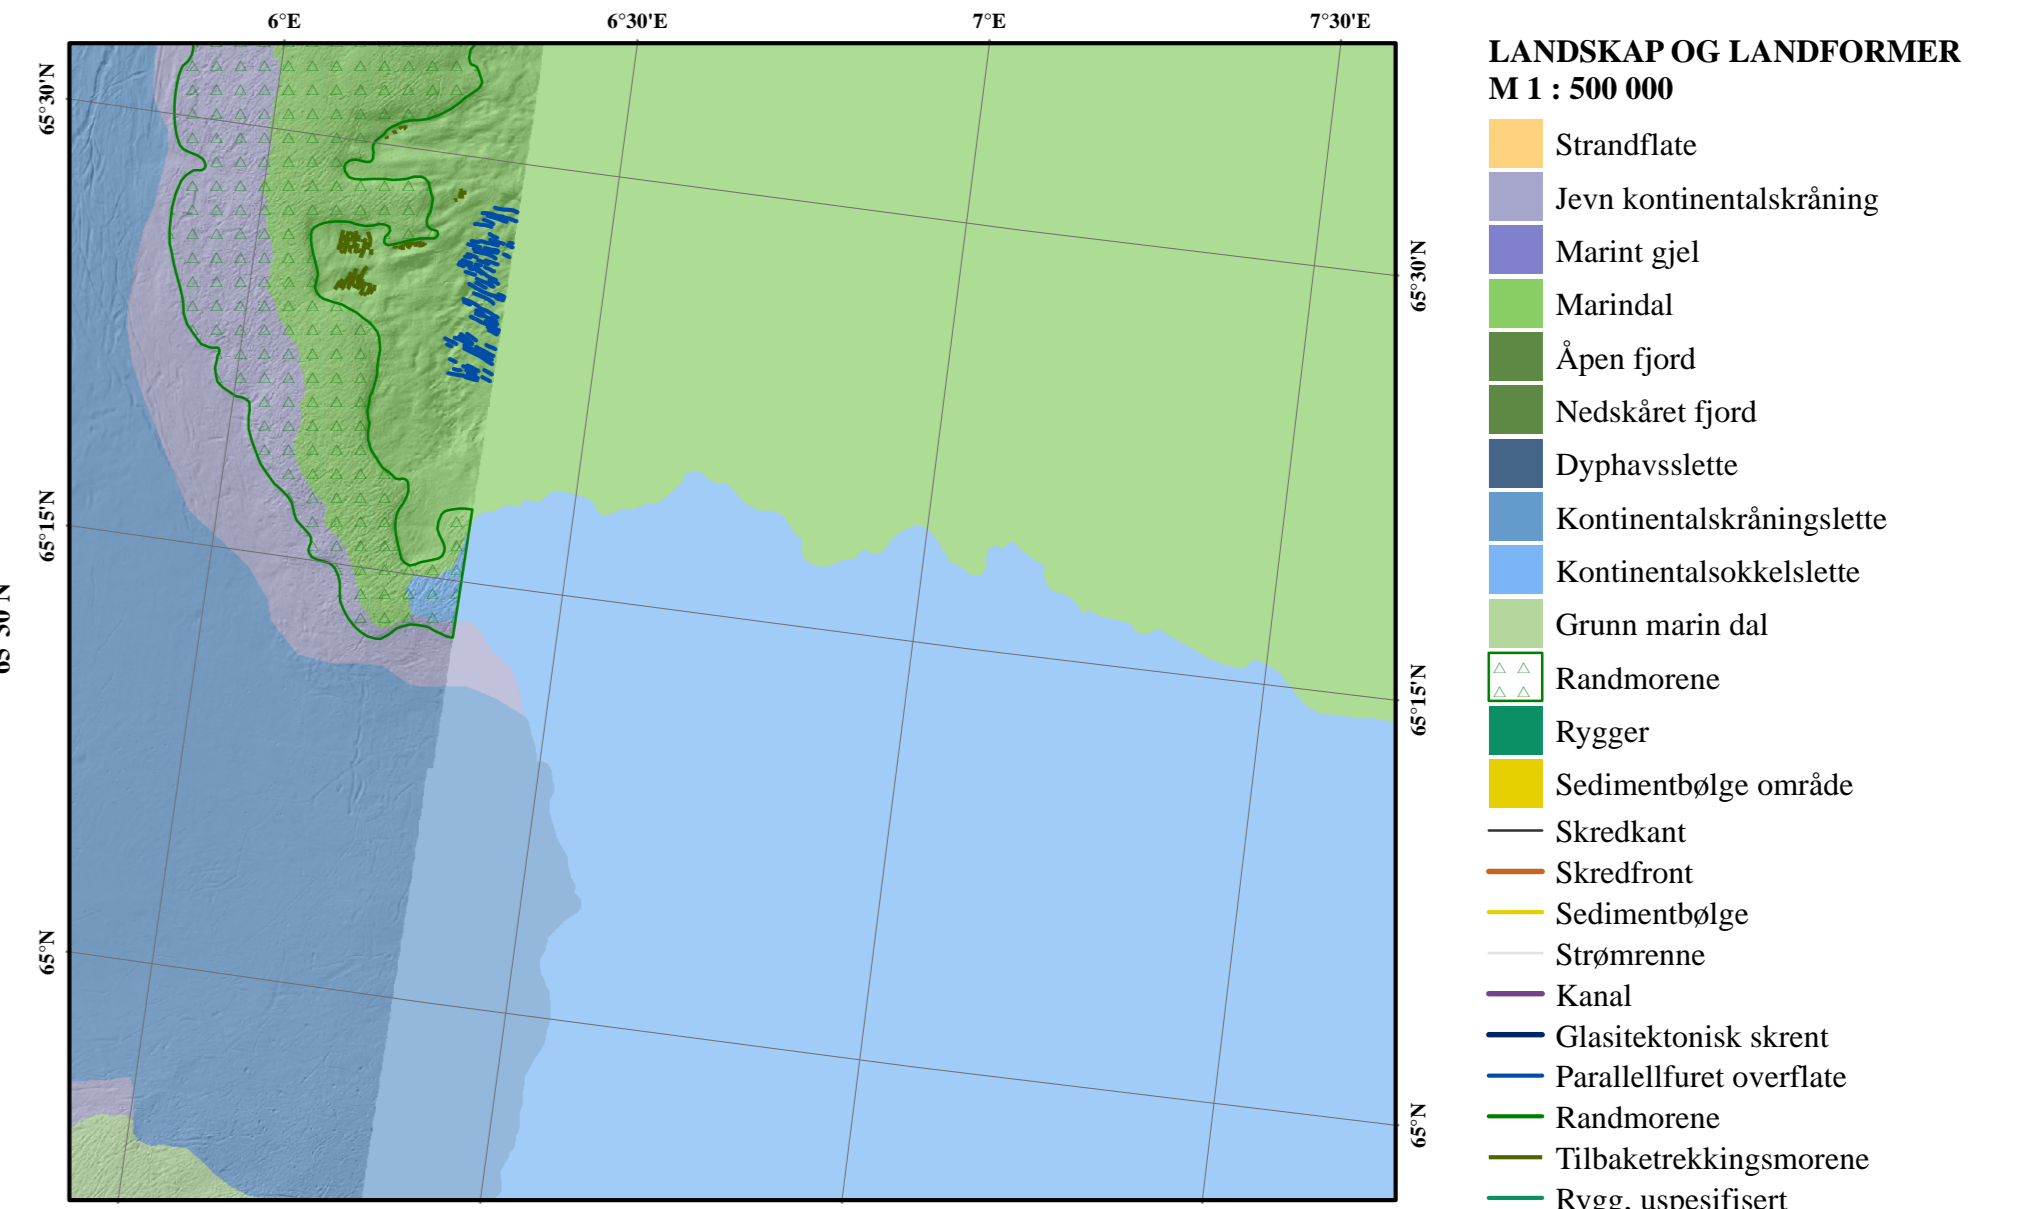 6°E
6°30'E
7°E
7°30'E
65°30'N
65°15'N
65°N
65°30'N
65°15'N
65°N
LANDSKAP OG LANDFORMER
M 1 : 500 000
Strandflate
Jevn kontinentalskråning
Marint gjel
Marindal
Åpen fjord
Nedskåret fjord
Dyphavsslette
Kontinentalskråningslette
Kontinentalsokkelslette
Grunn marin dal
Randmorene
Rygger
Sedimentbølge område
Skredkant
Skredfront
Sedimentbølge
Strømrenne
Kanal
Glasitektonisk skrent
Parallellfuret overflate
Randmorene
Tilbaketrekkingsmorene
Rygg, uspesifisert